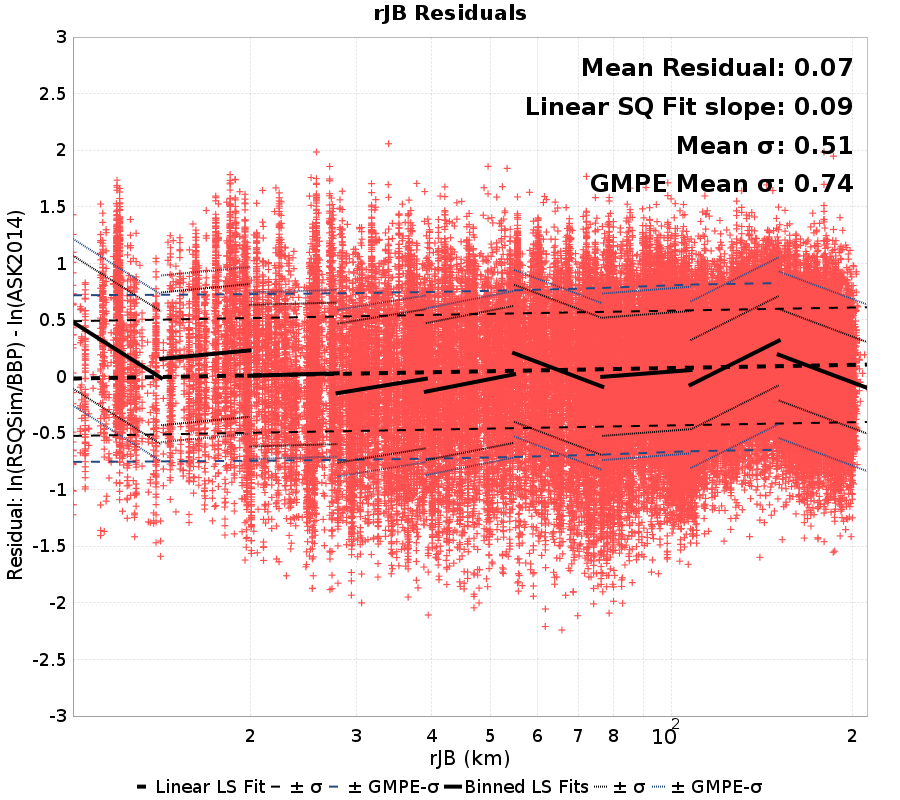 rJB Residuals
Mean Residual: 0.07
Linear SQ Fit slope: 0.09
Mean σ: 0.51
GMPE Mean σ: 0.74
Residual: ln(RSQSim/BBP) - ln(ASK2014)
3
2.5
2
1.5
1
0.5
0
-0.5
-1
-1.5
-2
-2.5
-3
2 3 4 5 6 7 8 10² 2
rJB (km)
Linear LS Fit ± σ ± GMPE-σ Binned LS Fits ± σ ± GMPE-σ